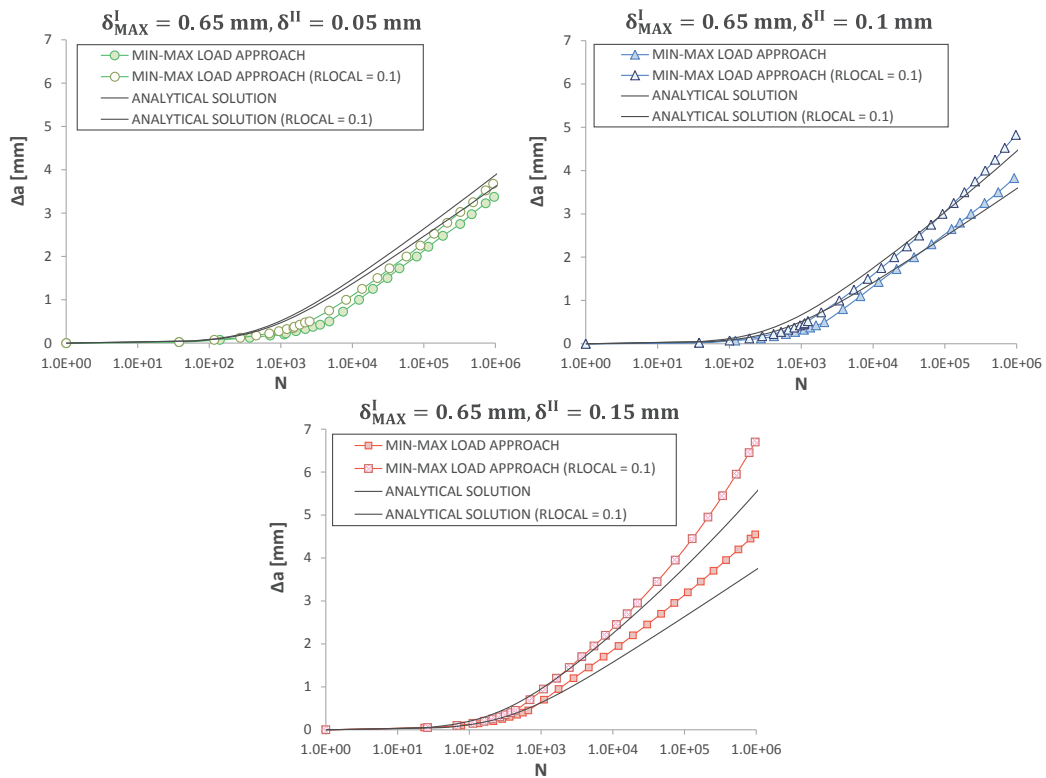 δᴵ_MAX = 0.65 mm, δᴵᴵ = 0.05 mm
MIN-MAX LOAD APPROACH
MIN-MAX LOAD APPROACH (RLOCAL = 0.1)
ANALYTICAL SOLUTION
ANALYTICAL SOLUTION (RLOCAL = 0.1)
Δa [mm]
7
6
5
4
3
2
1
0
1.0E+00 1.0E+01 1.0E+02 1.0E+03 1.0E+04 1.0E+05 1.0E+06
N
δᴵ_MAX = 0.65 mm, δᴵᴵ = 0.1 mm
MIN-MAX LOAD APPROACH
MIN-MAX LOAD APPROACH (RLOCAL = 0.1)
ANALYTICAL SOLUTION
ANALYTICAL SOLUTION (RLOCAL = 0.1)
Δa [mm]
7
6
5
4
3
2
1
0
1.0E+00 1.0E+01 1.0E+02 1.0E+03 1.0E+04 1.0E+05 1.0E+06
N
δᴵ_MAX = 0.65 mm, δᴵᴵ = 0.15 mm
MIN-MAX LOAD APPROACH
MIN-MAX LOAD APPROACH (RLOCAL = 0.1)
ANALYTICAL SOLUTION
ANALYTICAL SOLUTION (RLOCAL = 0.1)
Δa [mm]
7
6
5
4
3
2
1
0
1.0E+00 1.0E+01 1.0E+02 1.0E+03 1.0E+04 1.0E+05 1.0E+06
N